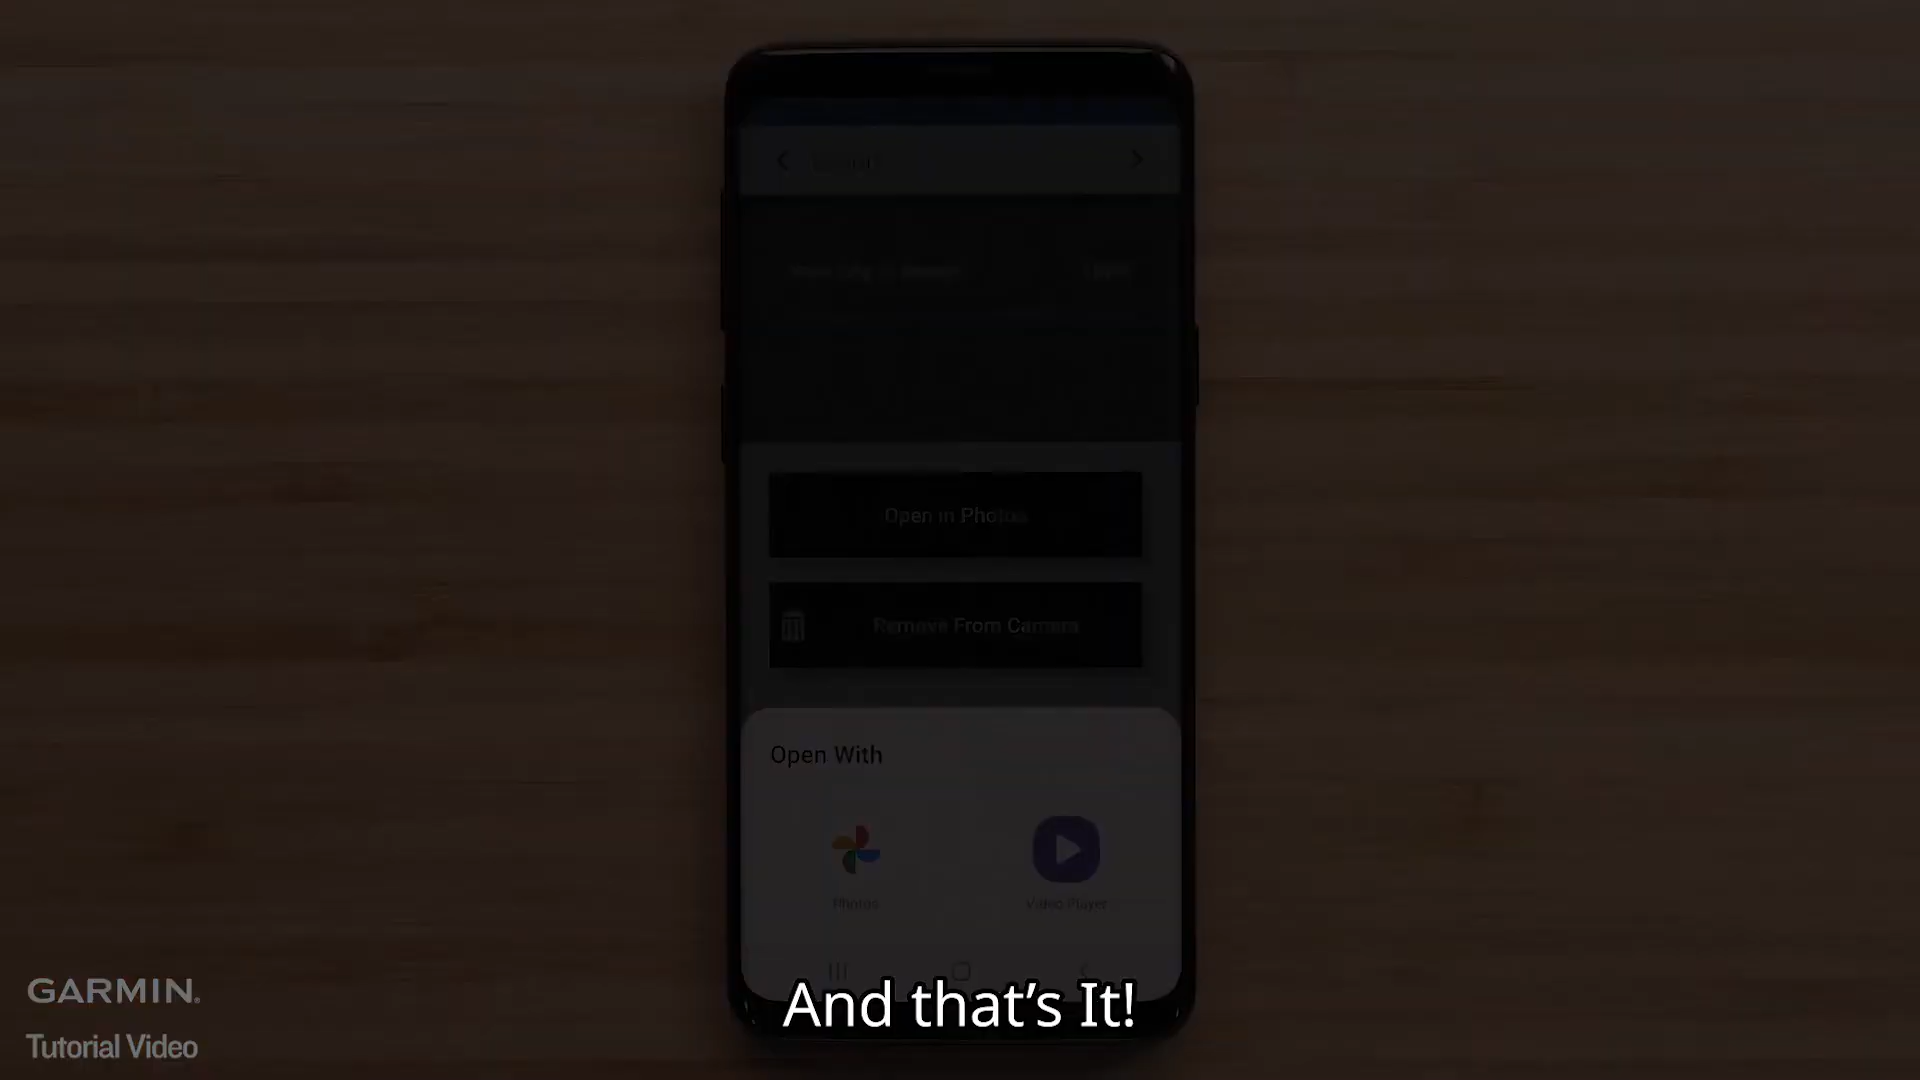 Open in Photos
Remove From Camera
Open With
Photos
Video Player
And that’s It!
GARMIN.
Tutorial Video